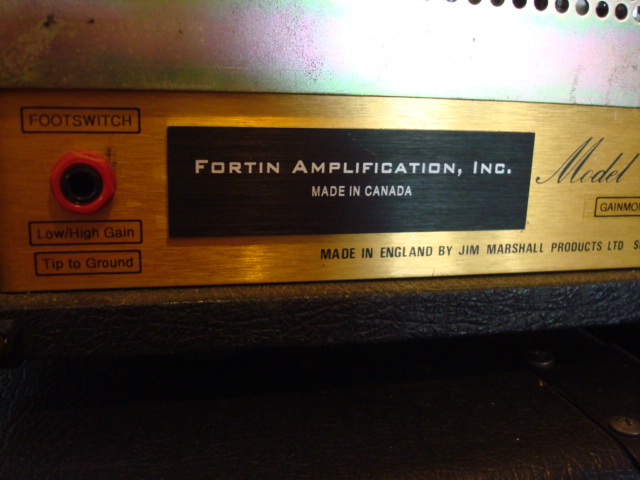 FOOTSWITCH
FORTIN AMPLIFICATION, INC.
MADE IN CANADA
Model
Low/High Gain
Tip to Ground
MADE IN ENGLAND BY JIM MARSHALL PRODUCTS LTD